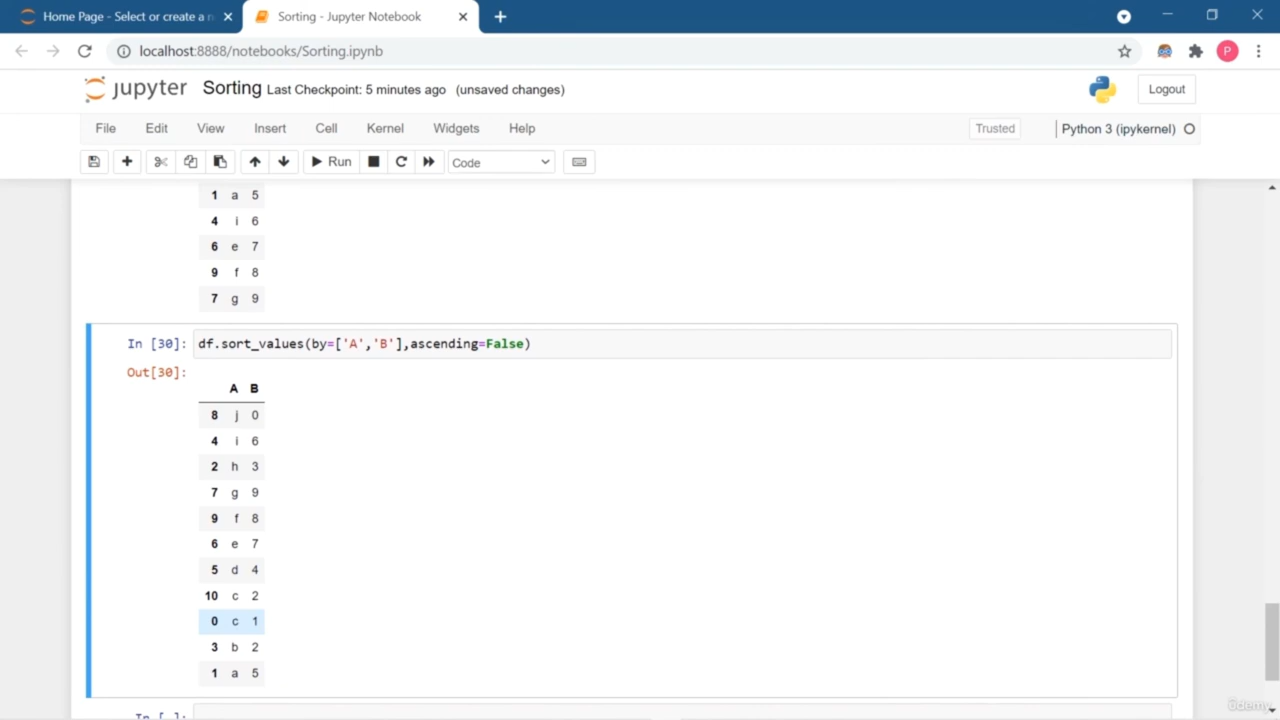 Home Page - Select or create a n
Sorting - Jupyter Notebook
localhost:8888/notebooks/Sorting.ipynb
P
jupyter Sorting Last Checkpoint: 5 minutes ago (unsaved changes)
Logout
File Edit View Insert Cell Kernel Widgets Help
Trusted Python 3 (ipykernel)
Run Code
1 a 5
4 i 6
6 e 7
9 f 8
7 g 9
In [30]: df.sort_values(by=['A','B'],ascending=False)
Out[30]:
A B
8 j 0
4 i 6
2 h 3
7 g 9
9 f 8
6 e 7
5 d 4
10 c 2
0 c 1
3 b 2
1 a 5
In [ ]:
Udemy